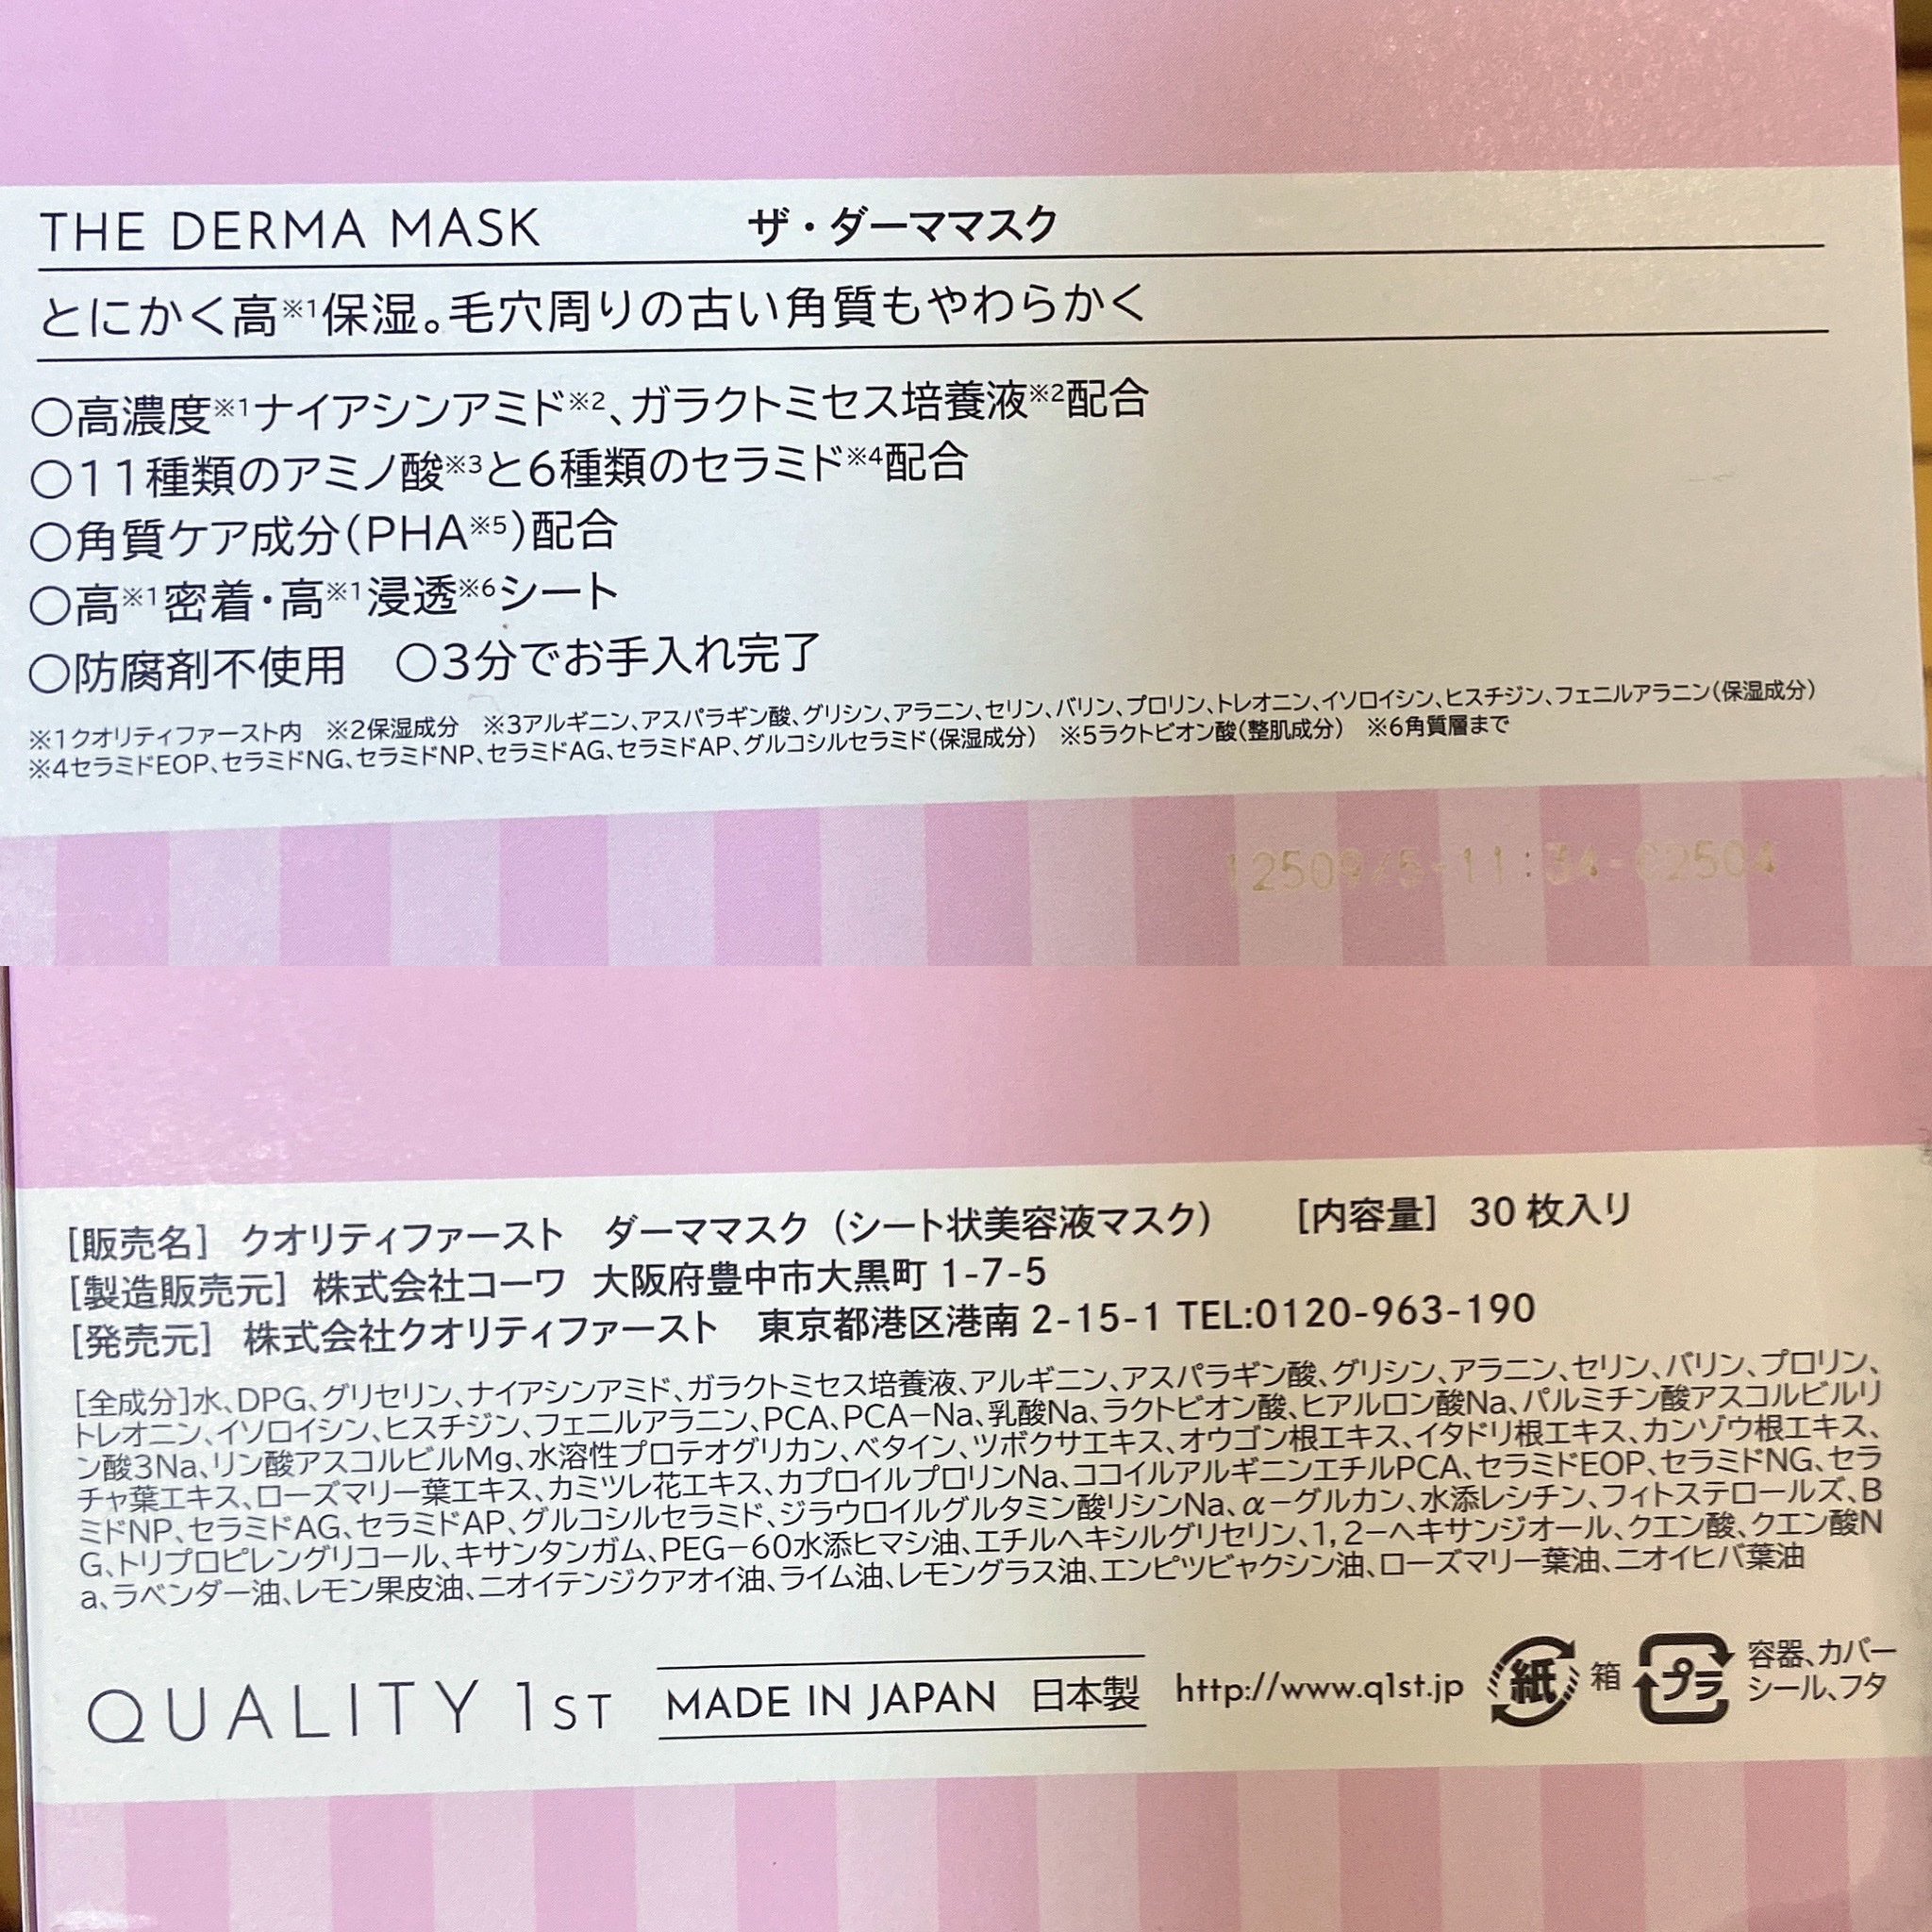 THE DERMA MASK ザ・ダーママスク
とにかく高※1保湿。毛穴周りの古い角質もやわらかく
○高濃度※1ナイアシンアミド※2、ガラクトミセス培養液※2配合
○11種類のアミノ酸※3と6種類のセラミド※4配合
○角質ケア成分(PHA※5)配合
○高※1密着・高※1浸透※6シート
○防腐剤不使用 ○3分でお手入れ完了
※1クオリティファースト内 ※2保湿成分 ※3アルギニン、アスパラギン酸、グリシン、アラニン、セリン、バリン、プロリン、トレオニン、イソロイシン、ヒスチジン、フェニルアラニン(保湿成分)
※4セラミドEOP、セラミドNG、セラミドNP、セラミドAG、セラミドAP、グルコシルセラミド(保湿成分) ※5ラクトビオン酸(整肌成分) ※6角質層まで
[販売名] クオリティファースト ダーママスク (シート状美容液マスク) [内容量] 30枚入り
[製造販売元] 株式会社コーワ 大阪府豊中市大黒町1-7-5
[発売元] 株式会社クオリティファースト 東京都港区港南2-15-1 TEL:0120-963-190
[全成分]水、DPG、グリセリン、ナイアシンアミド、ガラクトミセス培養液、アルギニン、アスパラギン酸、グリシン、アラニン、セリン、バリン、プロリン、
トレオニン、イソロイシン、ヒスチジン、フェニルアラニン、PCA、PCA-Na、乳酸Na、ラクトビオン酸、ヒアルロン酸Na、パルミチン酸アスコルビルリ
ン酸3Na、リン酸アスコルビルMg、水溶性プロテオグリカン、ベタイン、ツボクサエキス、オウゴン根エキス、イタドリ根エキス、カンゾウ根エキス、
チャ葉エキス、ローズマリー葉エキス、カミツレ花エキス、カプロイルプロリンNa、ココイルアルギニンエチルPCA、セラミドEOP、セラミドNG、セラ
ミドNP、セラミドAG、セラミドAP、グルコシルセラミド、ジラウロイルグルタミン酸リシンNa、α-グルカン、水添レシチン、フィトステロールズ、B
G、トリプロピレングリコール、キサンタンガム、PEG-60水添ヒマシ油、エチルヘキシルグリセリン、1,2-ヘキサンジオール、クエン酸、クエン酸N
a、ラベンダー油、レモン果皮油、ニオイテンジクアオイ油、ライム油、レモングラス油、エンピツビャクシン油、ローズマリー葉油、ニオイヒバ葉油
QUALITY 1ST MADE IN JAPAN 日本製 http://www.q1st.jp 紙 箱 プラ 容器、カバー
シール、フタ